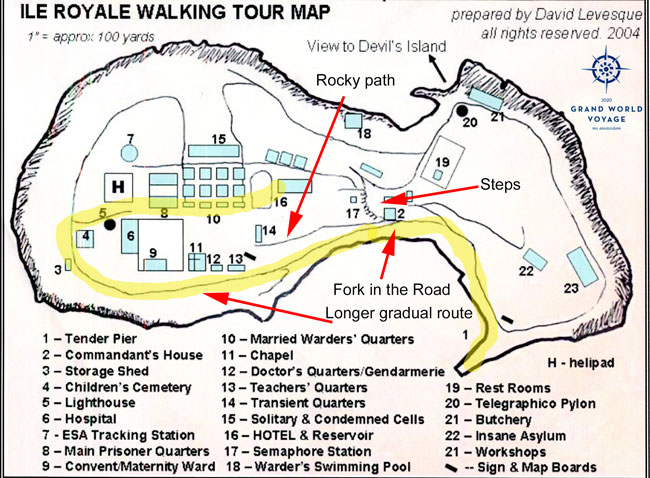 ILE ROYALE WALKING TOUR MAP
prepared by David Levesque
1" = approx 100 yards
all rights reserved. 2004
View to Devil's Island
2020
GRAND WORLD
VOYAGE
ms amsterdam
Rocky path
21
20
18
7
15
19
H
Steps
16
5
8
10
17
2
4
6
14
9
11
12
13
3
22
23
Fork in the Road
Longer gradual route
1
H - helipad
1 – Tender Pier
2 – Commandant's House
3 – Storage Shed
4 – Children's Cemetery
5 – Lighthouse
6 – Hospital
7 - ESA Tracking Station
8 – Main Prisoner Quarters
9 – Convent/Maternity Ward
10 – Married Warders' Quarters
11 – Chapel
12 – Doctor's Quarters/Gendarmerie
13 – Teachers' Quarters
14 – Transient Quarters
15 – Solitary & Condemned Cells
16 – HOTEL & Reservoir
17 – Semaphore Station
18 – Warder's Swimming Pool
19 – Rest Rooms
20 – Telegraphico Pylon
21 – Butchery
22 – Insane Asylum
21 – Workshops
-- Sign & Map Boards